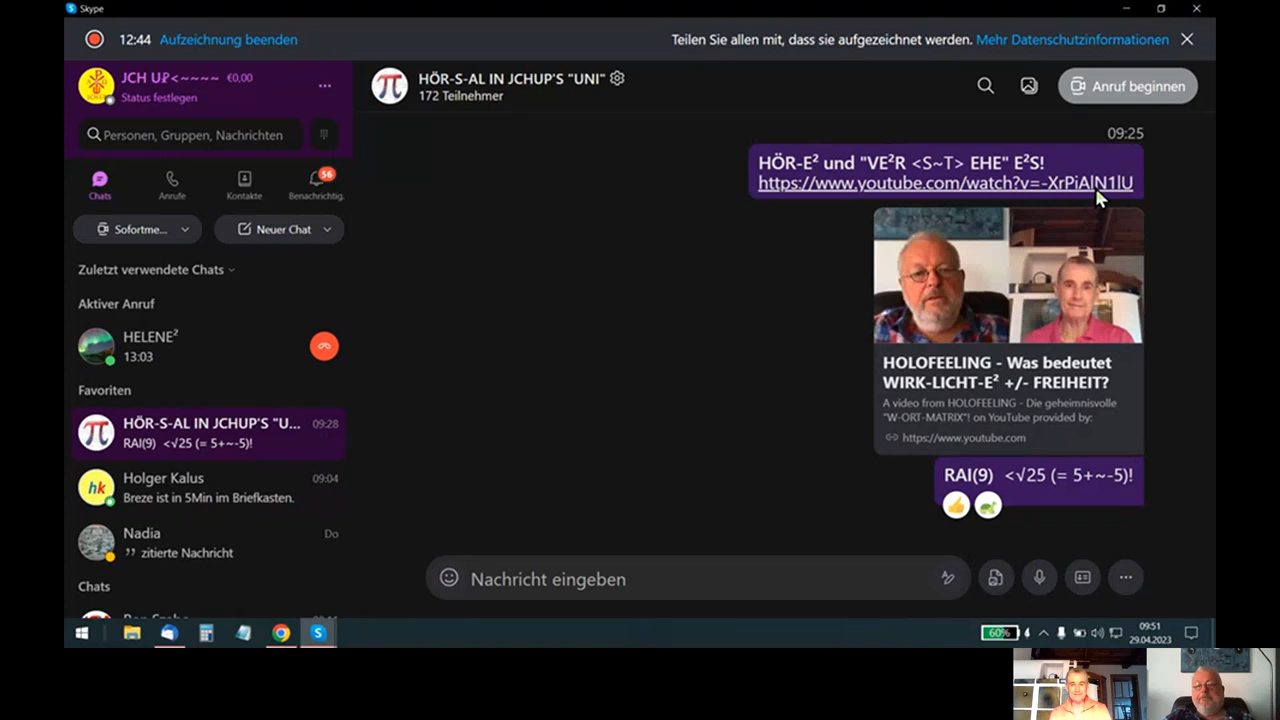 Skype
12:44 Aufzeichnung beenden
Teilen Sie allen mit, dass sie aufgezeichnet werden. Mehr Datenschutzinformationen
€0,00
Status festlegen
Personen, Gruppen, Nachrichten
Chats Anrufe Kontakte Benachrichtig.
56
Sofortme... Neuer Chat
Zuletzt verwendete Chats
Aktiver Anruf
HELENE²
13:03
Favoriten
HÖR-S-AL IN JCHUP'S "U... 09:28
RAI(9) <√25 (= 5+~-5)!
hk
Holger Kalus 09:04
Breze ist in 5Min im Briefkasten.
Nadia Do
zitierte Nachricht
Chats
HÖR-S-AL IN JCHUP'S "UNI"
172 Teilnehmer
Anruf beginnen
09:25
HÖR-E² und "VE²R <S~T> EHE" E²S!
https://www.youtube.com/watch?v=-XrPiAlN1lU
HOLOFEELING - Was bedeutet
WIRK-LICHT-E² +/- FREIHEIT?
A video from HOLOFEELING - Die geheimnisvolle
"W-ORT-MATRIX"! on YouTube provided by:
https://www.youtube.com
RAI(9) <√25 (= 5+~-5)!
Nachricht eingeben
60%
09:51
29.04.2023